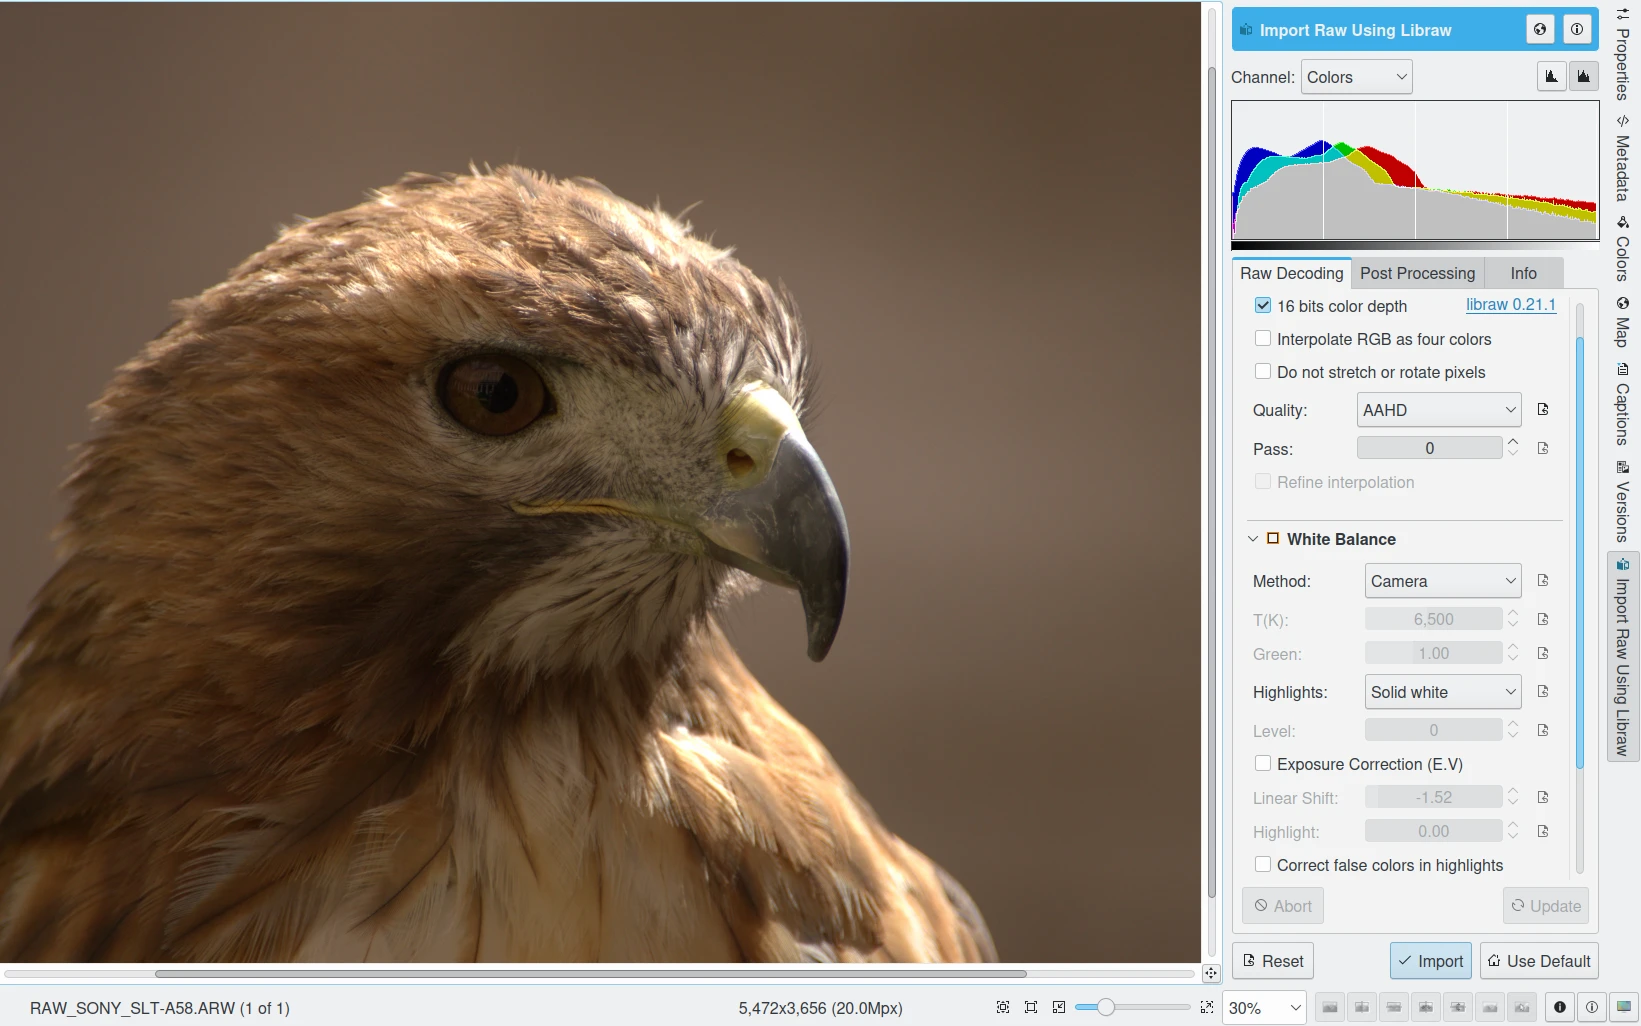 Import Raw Using Libraw
Channel: Colors
Raw Decoding Post Processing Info
16 bits color depth libraw 0.21.1
Interpolate RGB as four colors
Do not stretch or rotate pixels
Quality: AAHD
Pass: 0
Refine interpolation
White Balance
Method: Camera
T(K): 6,500
Green: 1.00
Highlights: Solid white
Level: 0
Exposure Correction (E.V)
Linear Shift: -1.52
Highlight: 0.00
Correct false colors in highlights
Abort Update
Reset Import Use Default
Properties
Metadata
Colors
Map
Captions
Versions
Import Raw Using Libraw
RAW_SONY_SLT-A58.ARW (1 of 1) 5,472x3,656 (20.0Mpx) 30%